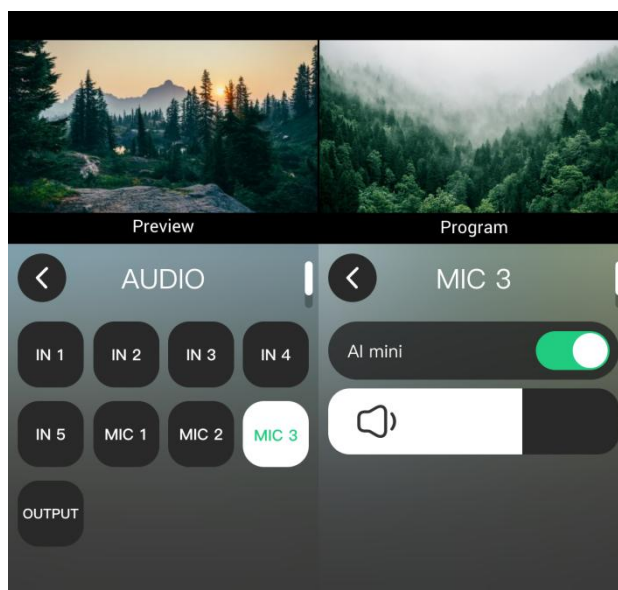 Preview
Program
AUDIO
MIC 3
IN 1
IN 2
IN 3
IN 4
AI mini
IN 5
MIC 1
MIC 2
MIC 3
OUTPUT